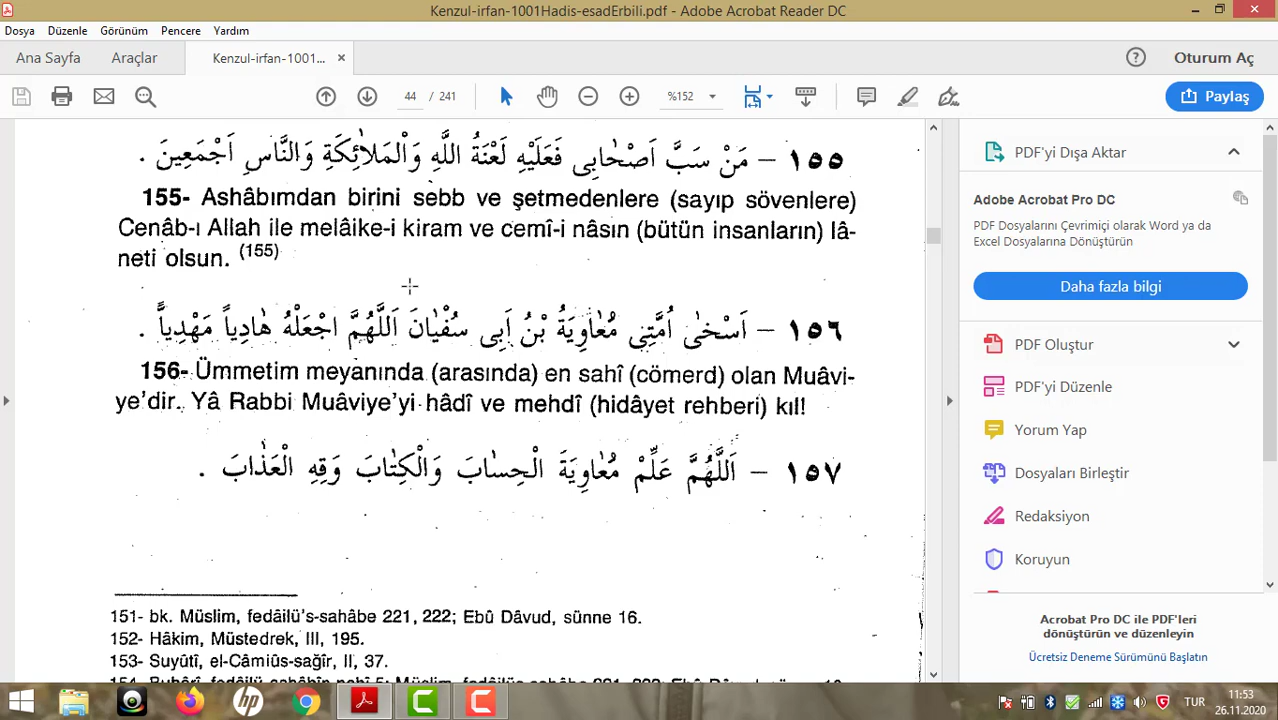 Kenzul-irfan-1001Hadis-esadErbili.pdf - Adobe Acrobat Reader DC
Dosya Düzenle Görünüm Pencere Yardım
Ana Sayfa Araçlar Kenzul-irfan-1001... × Oturum Aç
44 / 241 %152 Paylaş
١٥٥ – مَنْ سَبَّ اَصْحَابِى فَعَلَيْهِ لَعْنَةُ اللَّهِ وَاْلمَلاٰئِكَةِ وَالنَّاسِ اَجْمَعِينَ .
155- Ashâbımdan birini sebb ve şetmedenlere (sayıp sövenlere)
Cenâb-ı Allah ile melâike-i kiram ve cemî-i nâsın (bütün insanların) lâ-
neti olsun. (155)
١٥٦ – اَسْخٰى اُمَّتِى مُعٰاوِيَةُ بْنُ اَبِى سُفْيٰانَ اَللَّهُمَّ اجْعَلْهُ هٰادِياً مَهْدِياًّ .
156- Ümmetim meyanında (arasında) en sahî (cömerd) olan Muâvi-
ye'dir. Yâ Rabbi Muâviye'yi hâdî ve mehdî (hidâyet rehberi) kıl!
١٥٧ – اَللَّهُمَّ عَلِّمْ مُعٰاوِيَةَ الْحِسٰابَ وَالْكِتٰابَ وَقِهِ الْعَذٰابَ .
151- bk. Müslim, fedâilü's-sahâbe 221, 222; Ebû Dâvud, sünne 16.
152- Hâkim, Müstedrek, III, 195.
153- Suyûtî, el-Câmiûs-sağîr, II, 37.
PDF'yi Dışa Aktar
Adobe Acrobat Pro DC
PDF Dosyalarını Çevrimiçi olarak Word ya da
Excel Dosyalarına Dönüştürün
Daha fazla bilgi
PDF Oluştur
PDF'yi Düzenle
Yorum Yap
Dosyaları Birleştir
Redaksiyon
Koruyun
Acrobat Pro DC ile PDF'leri
dönüştürün ve düzenleyin
Ücretsiz Deneme Sürümünü Başlatın
TUR 11:53
26.11.2020